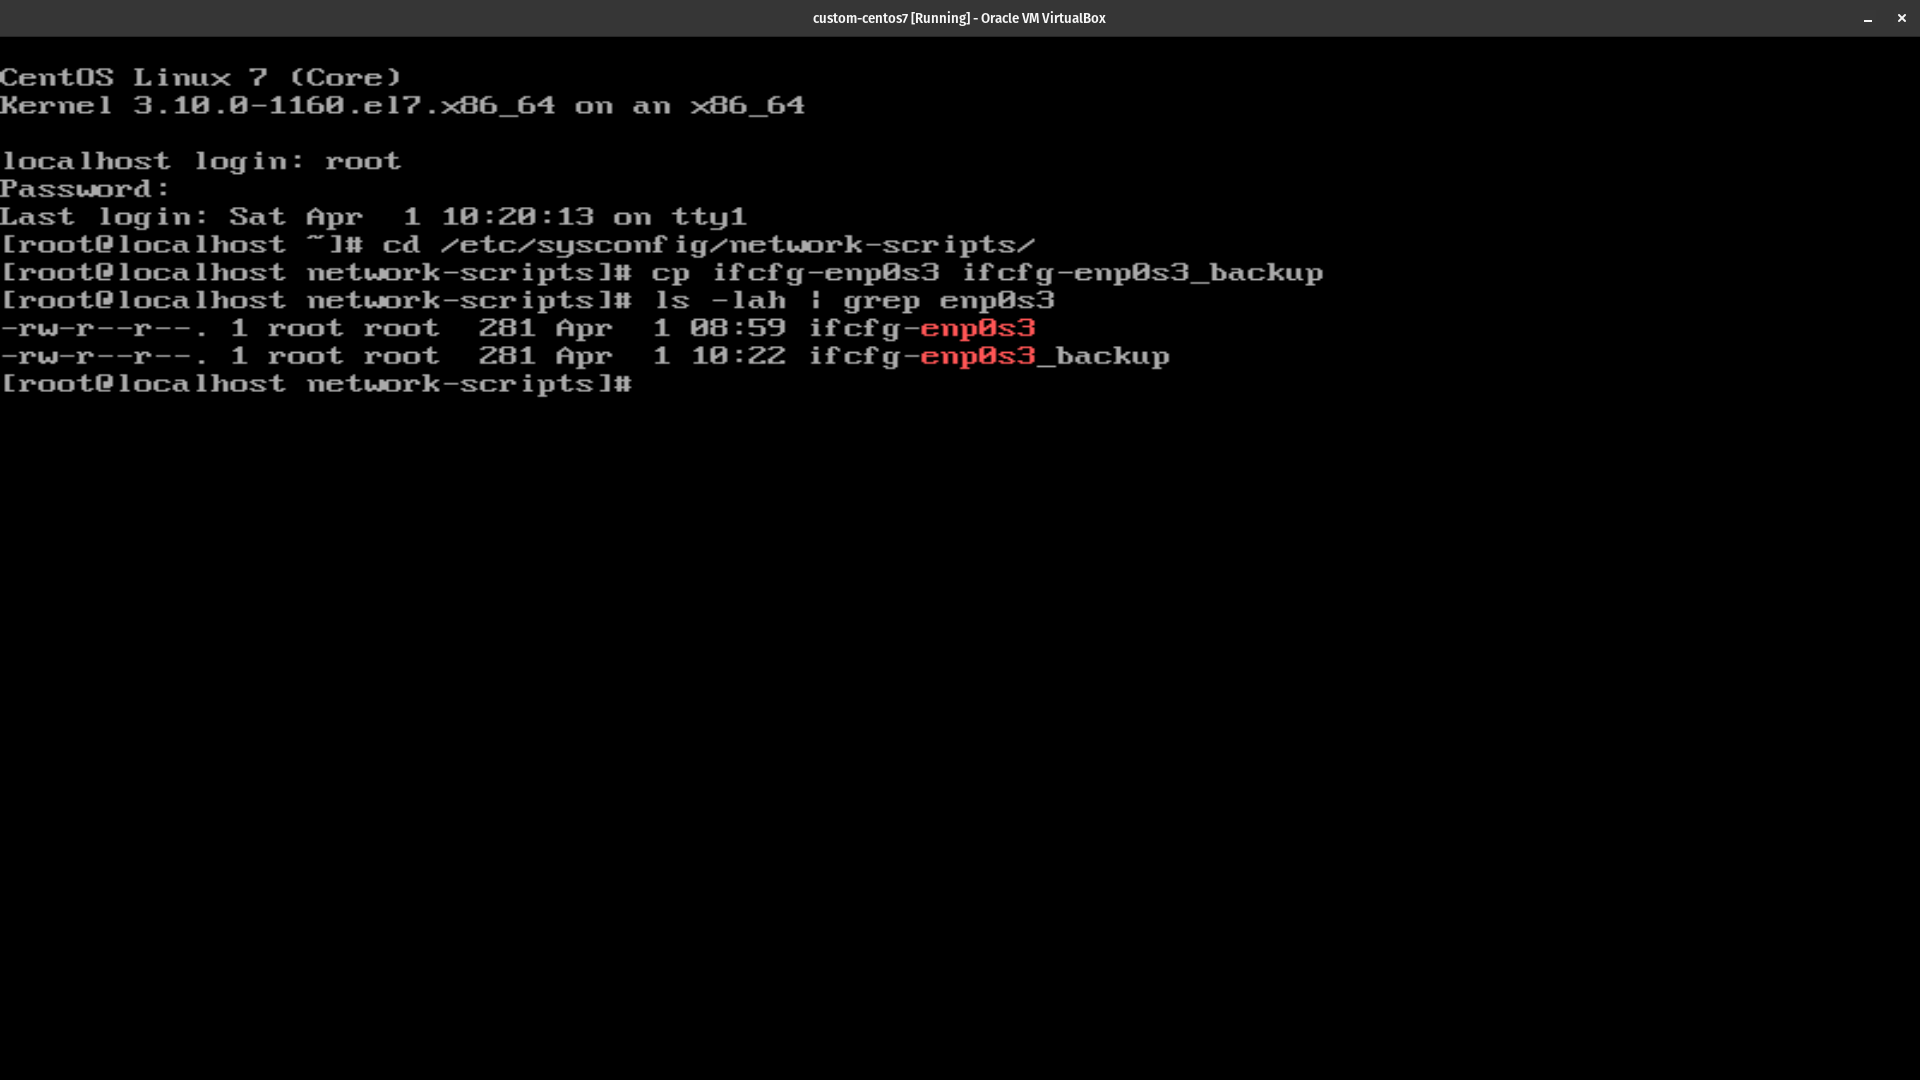 custom-centos7 [Running] - Oracle VM VirtualBox
CentOS Linux 7 (Core)
Kernel 3.10.0-1160.el7.x86_64 on an x86_64
localhost login: root
Password:
Last login: Sat Apr  1 10:20:13 on tty1
[root@localhost ~]# cd /etc/sysconfig/network-scripts/
[root@localhost network-scripts]# cp ifcfg-enp0s3 ifcfg-enp0s3_backup
[root@localhost network-scripts]# ls -lah | grep enp0s3
-rw-r--r--. 1 root root  281 Apr  1 08:59 ifcfg-enp0s3
-rw-r--r--. 1 root root  281 Apr  1 10:22 ifcfg-enp0s3_backup
[root@localhost network-scripts]#